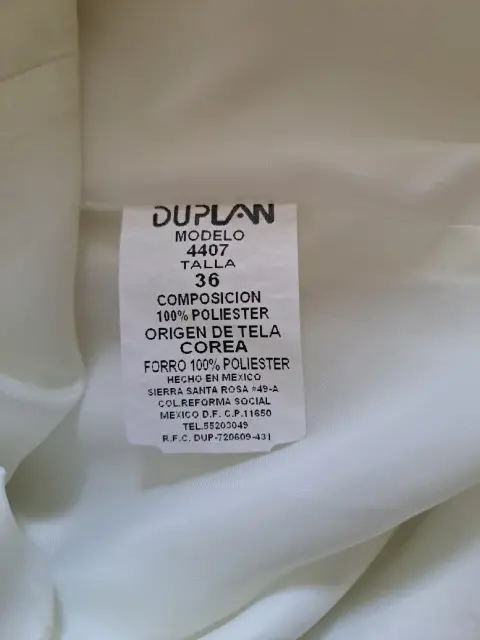 DUPLAN
MODELO
4407
TALLA
36
COMPOSICION
100% POLIESTER
ORIGEN DE TELA
COREA
FORRO 100% POLIESTER
HECHO EN MEXICO
SIERRA SANTA ROSA #49-A
COL.REFORMA SOCIAL
MEXICO D.F. C.P.11650
TEL.55203049
R.F.C. DUP-720609-431